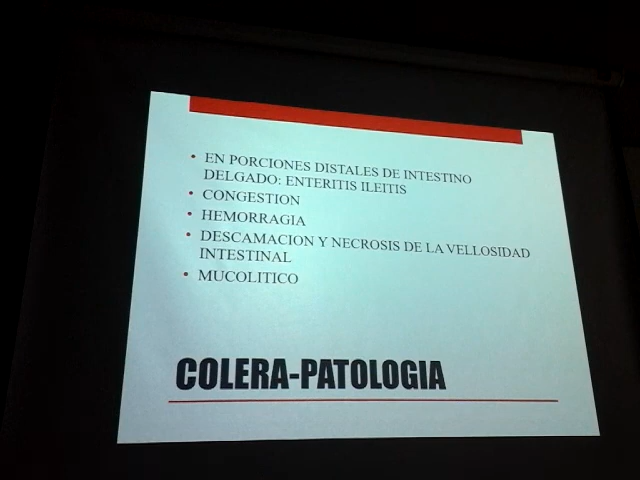 • EN PORCIONES DISTALES DE INTESTINO
DELGADO: ENTERITIS ILEITIS
• CONGESTION
• HEMORRAGIA
• DESCAMACION Y NECROSIS DE LA VELLOSIDAD
INTESTINAL
• MUCOLITICO
COLERA-PATOLOGIA